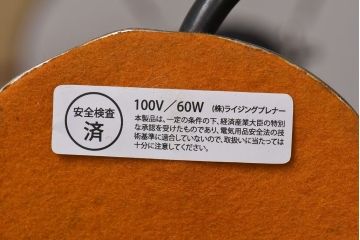 安全検査
済
100V／60W (株)ライジングプレナー
本製品は、一定の条件の下、経済産業大臣の特別
な承認を受けたものであり、電気用品安全法の技
術基準に適合していないので、取扱いに当たっては
十分に注意してください。